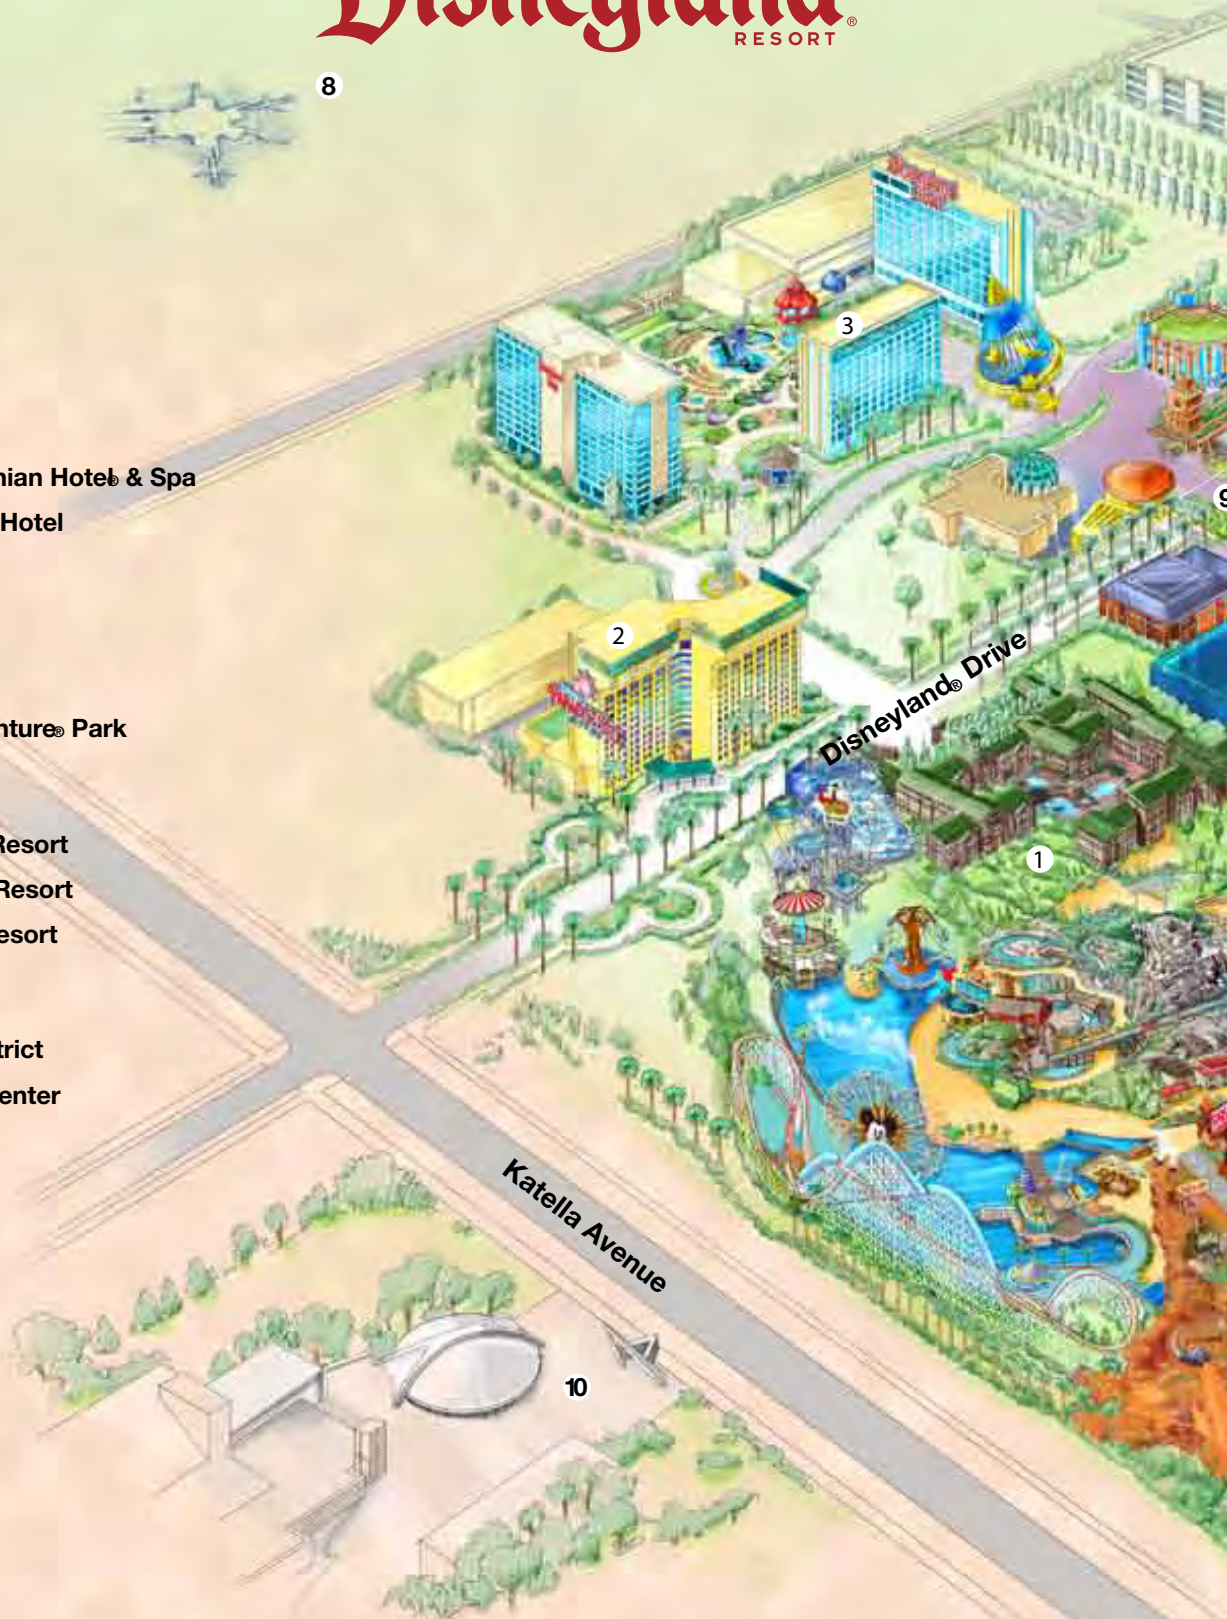 Disneyland®
RESORT
8
3
nian Hotel® & Spa
Hotel
9
2
Disneyland® Drive
nture® Park
Resort
1
Resort
esort
trict
enter
Katella Avenue
10